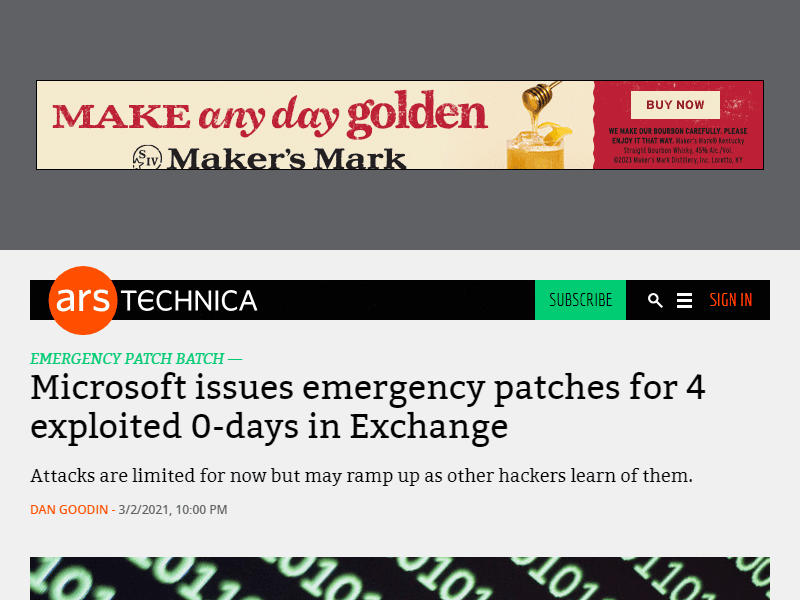 MAKE any day golden
S IV Maker's Mark
BUY NOW
WE MAKE OUR BOURBON CAREFULLY. PLEASE
ENJOY IT THAT WAY. Maker's Mark® Kentucky
Straight Bourbon Whisky, 45% Alc./Vol.
©2023 Maker's Mark Distillery, Inc. Loretto, KY
ars TECHNICA
SUBSCRIBE
SIGN IN
EMERGENCY PATCH BATCH —
Microsoft issues emergency patches for 4
exploited 0-days in Exchange
Attacks are limited for now but may ramp up as other hackers learn of them.
DAN GOODIN - 3/2/2021, 10:00 PM